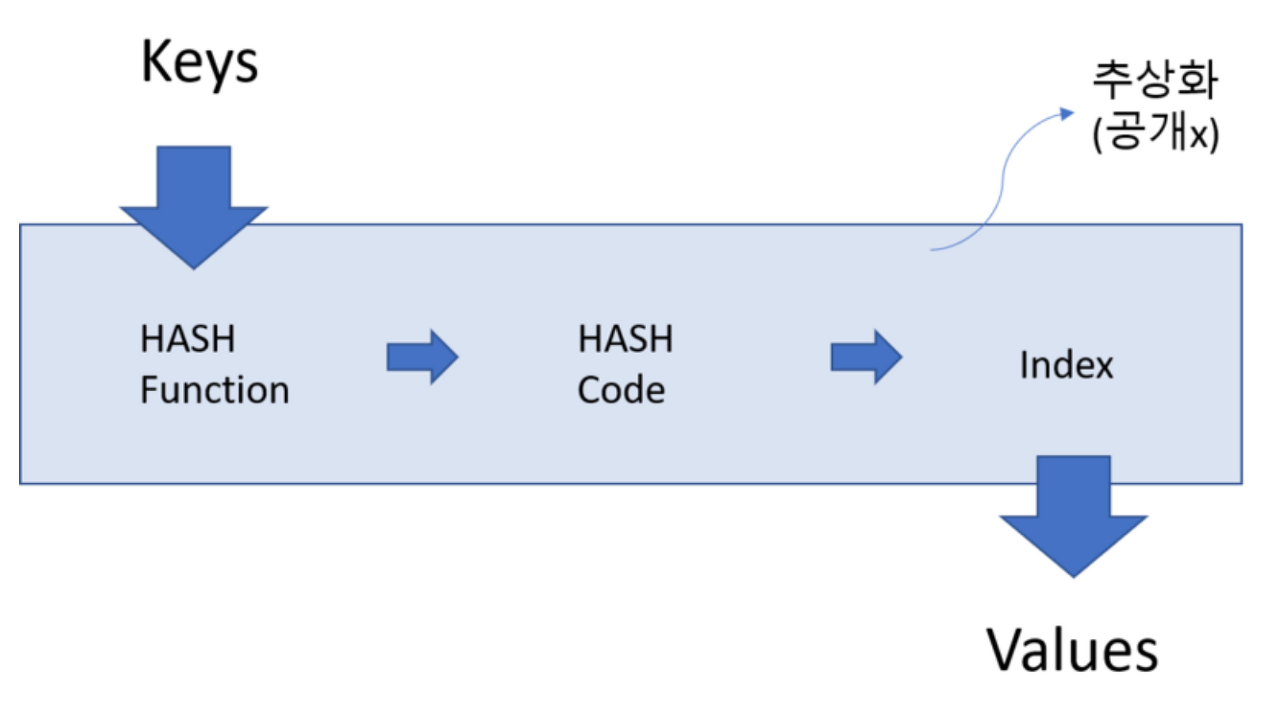 Keys
추상화
(공개x)
HASH
Function
HASH
Code
Index
Values